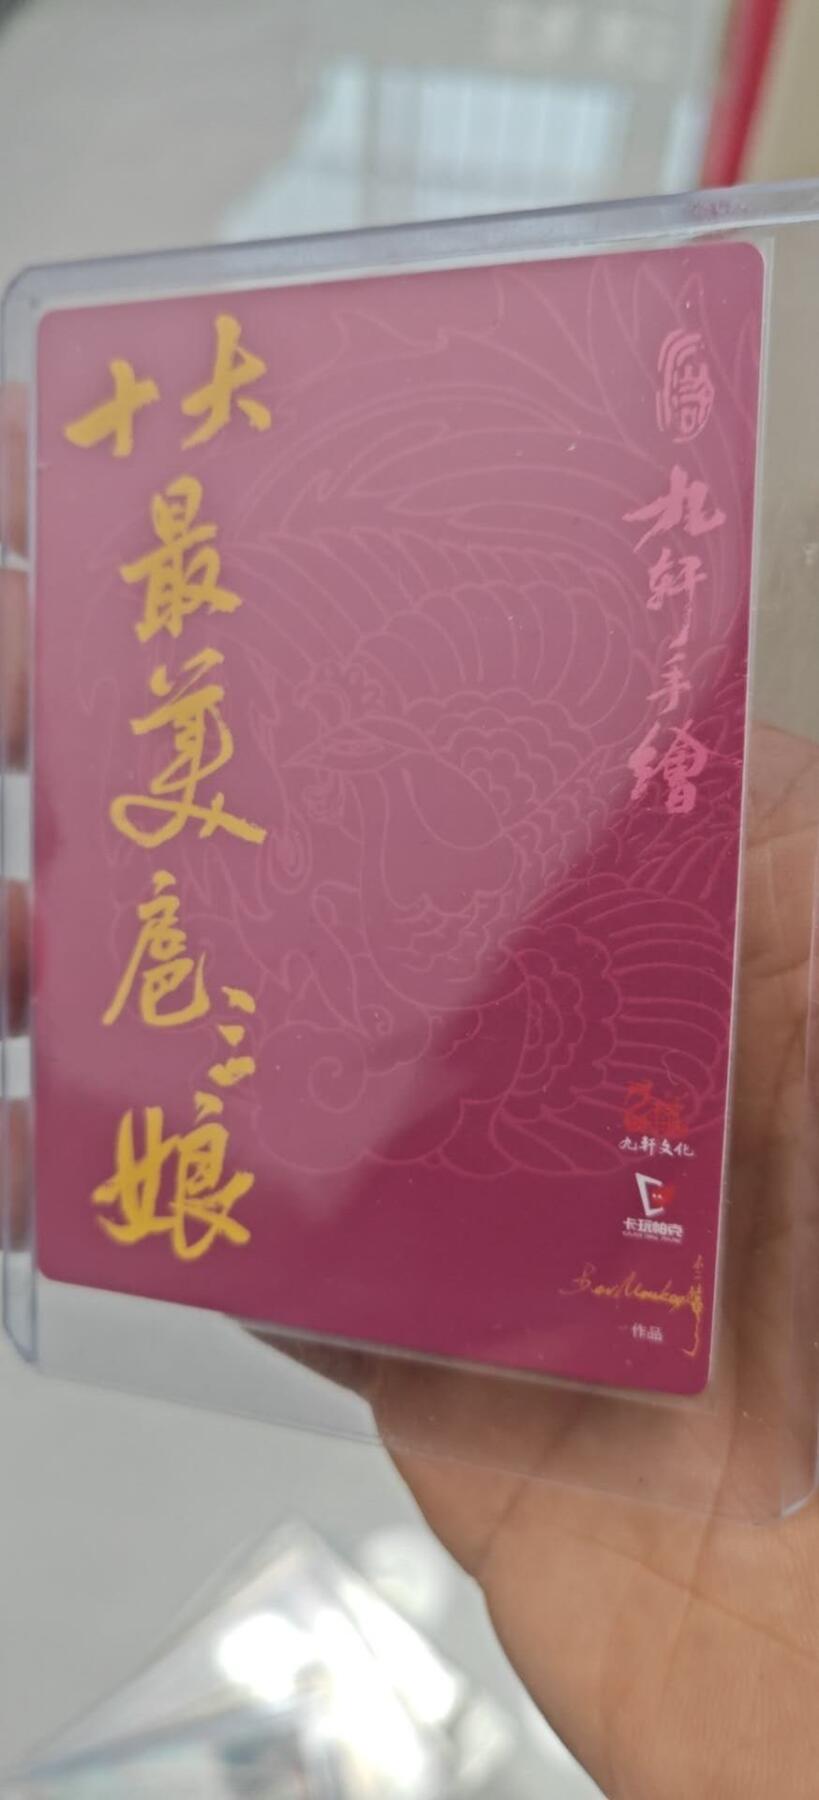 十大最美扈三娘
九轩手繪
九轩文化
卡玩帕克
作品